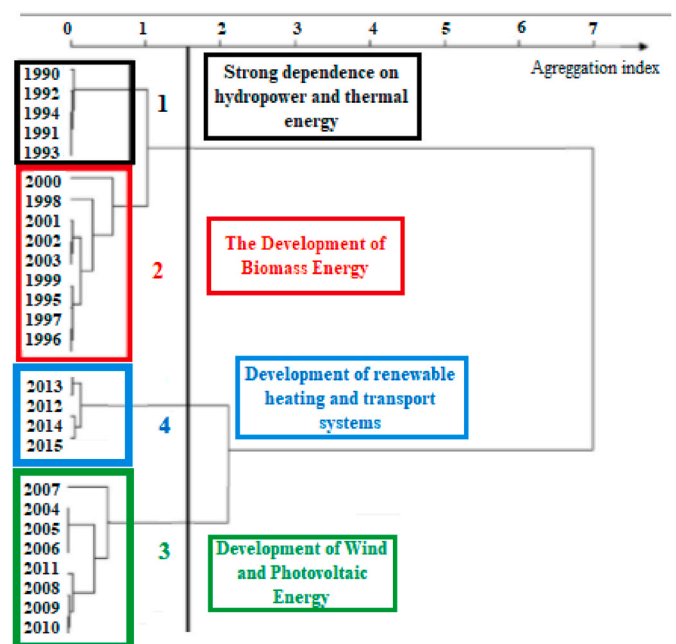 0 1 2 3 4 5 6 7
Agreggation index
1990
1992
1994
1991
1993
1
Strong dependence on
hydropower and thermal
energy
2000
1998
2001
2002
2003
1999
1995
1997
1996
2
The Development of
Biomass Energy
2013
2012
2014
2015
4
Development of renewable
heating and transport
systems
2007
2004
2005
2006
2011
2008
2009
2010
3
Development of Wind
and Photovoltaic
Energy